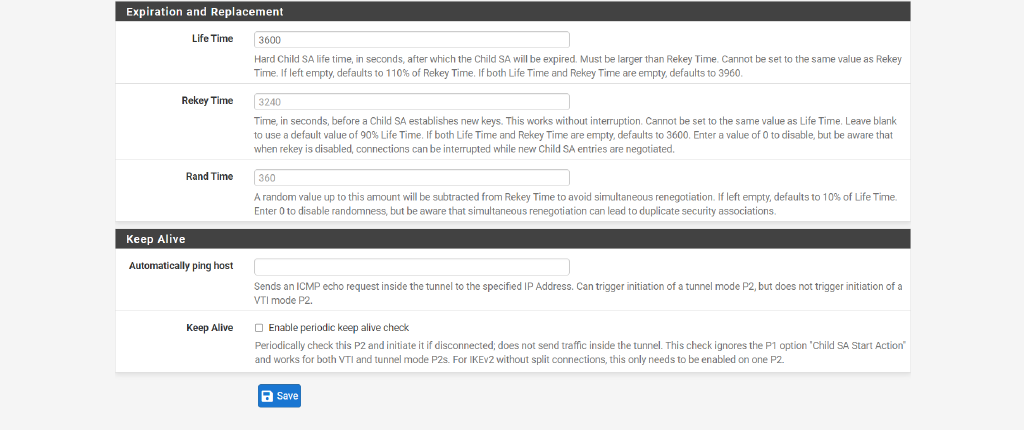 Expiration and Replacement
Life Time
3600
Hard Child SA life time, in seconds, after which the Child SA will be expired. Must be larger than Rekey Time. Cannot be set to the same value as Rekey
Time. If left empty, defaults to 110% of Rekey Time. If both Life Time and Rekey Time are empty, defaults to 3960.
Rekey Time
3240
Time, in seconds, before a Child SA establishes new keys. This works without interruption. Cannot be set to the same value as Life Time. Leave blank
to use a default value of 90% Life Time. If both Life Time and Rekey Time are empty, defaults to 3600. Enter a value of 0 to disable, but be aware that
when rekey is disabled, connections can be interrupted while new Child SA entries are negotiated.
Rand Time
360
A random value up to this amount will be subtracted from Rekey Time to avoid simultaneous renegotiation. If left empty, defaults to 10% of Life Time.
Enter 0 to disable randomness, but be aware that simultaneous renegotiation can lead to duplicate security associations.
Keep Alive
Automatically ping host
Sends an ICMP echo request inside the tunnel to the specified IP Address. Can trigger initiation of a tunnel mode P2, but does not trigger initiation of a
VTI mode P2.
Keep Alive
Enable periodic keep alive check
Periodically check this P2 and initiate it if disconnected; does not send traffic inside the tunnel. This check ignores the P1 option "Child SA Start Action"
and works for both VTI and tunnel mode P2s. For IKEv2 without split connections, this only needs to be enabled on one P2.
Save